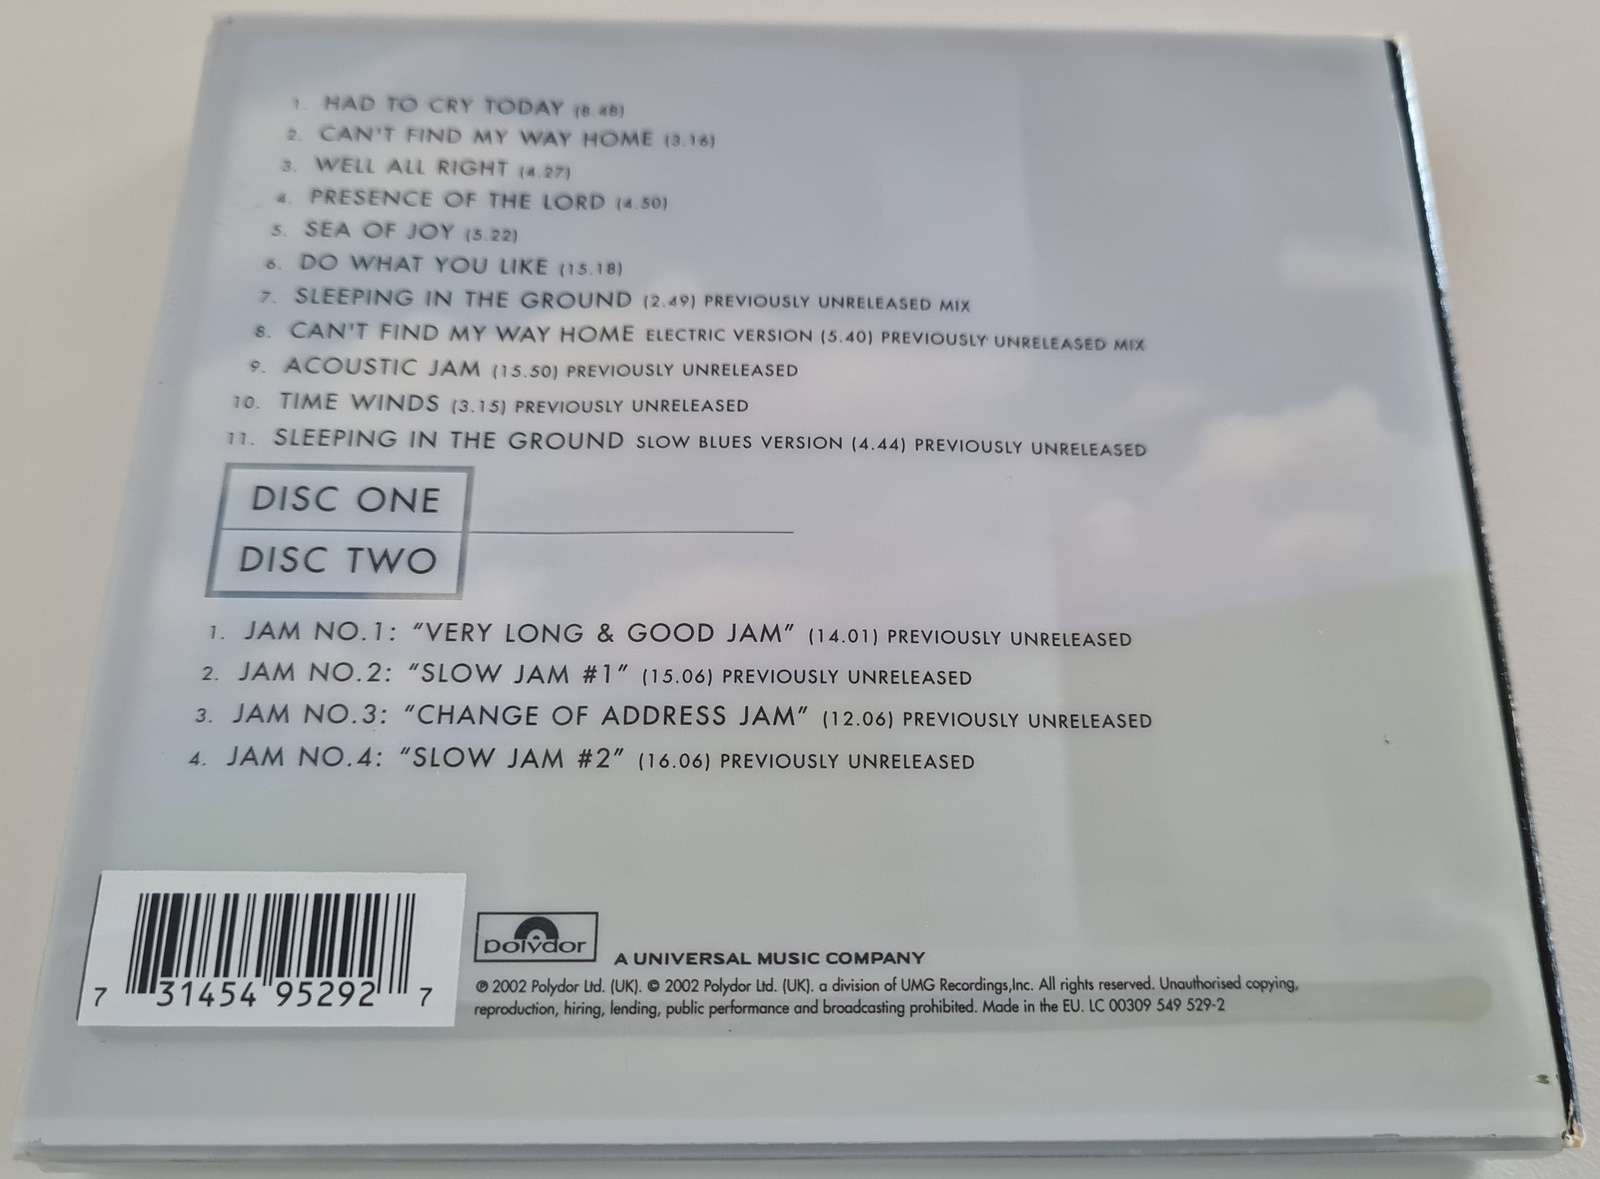 1. HAD TO CRY TODAY (8.48)
2. CAN'T FIND MY WAY HOME (3.16)
3. WELL ALL RIGHT (4.27)
4. PRESENCE OF THE LORD (4.50)
5. SEA OF JOY (5.22)
6. DO WHAT YOU LIKE (15.18)
7. SLEEPING IN THE GROUND (2.49) PREVIOUSLY UNRELEASED MIX
8. CAN'T FIND MY WAY HOME ELECTRIC VERSION (5.40) PREVIOUSLY UNRELEASED MIX
9. ACOUSTIC JAM (15.50) PREVIOUSLY UNRELEASED
10. TIME WINDS (3.15) PREVIOUSLY UNRELEASED
11. SLEEPING IN THE GROUND SLOW BLUES VERSION (4.44) PREVIOUSLY UNRELEASED
DISC ONE
DISC TWO
1. JAM NO.1: "VERY LONG & GOOD JAM" (14.01) PREVIOUSLY UNRELEASED
2. JAM NO.2: "SLOW JAM #1" (15.06) PREVIOUSLY UNRELEASED
3. JAM NO.3: "CHANGE OF ADDRESS JAM" (12.06) PREVIOUSLY UNRELEASED
4. JAM NO.4: "SLOW JAM #2" (16.06) PREVIOUSLY UNRELEASED
7 31454 95292 7
polydor
A UNIVERSAL MUSIC COMPANY
℗ 2002 Polydor Ltd. (UK). © 2002 Polydor Ltd. (UK). a division of UMG Recordings,Inc. All rights reserved. Unauthorised copying,
reproduction, hiring, lending, public performance and broadcasting prohibited. Made in the EU. LC 00309 549 529-2